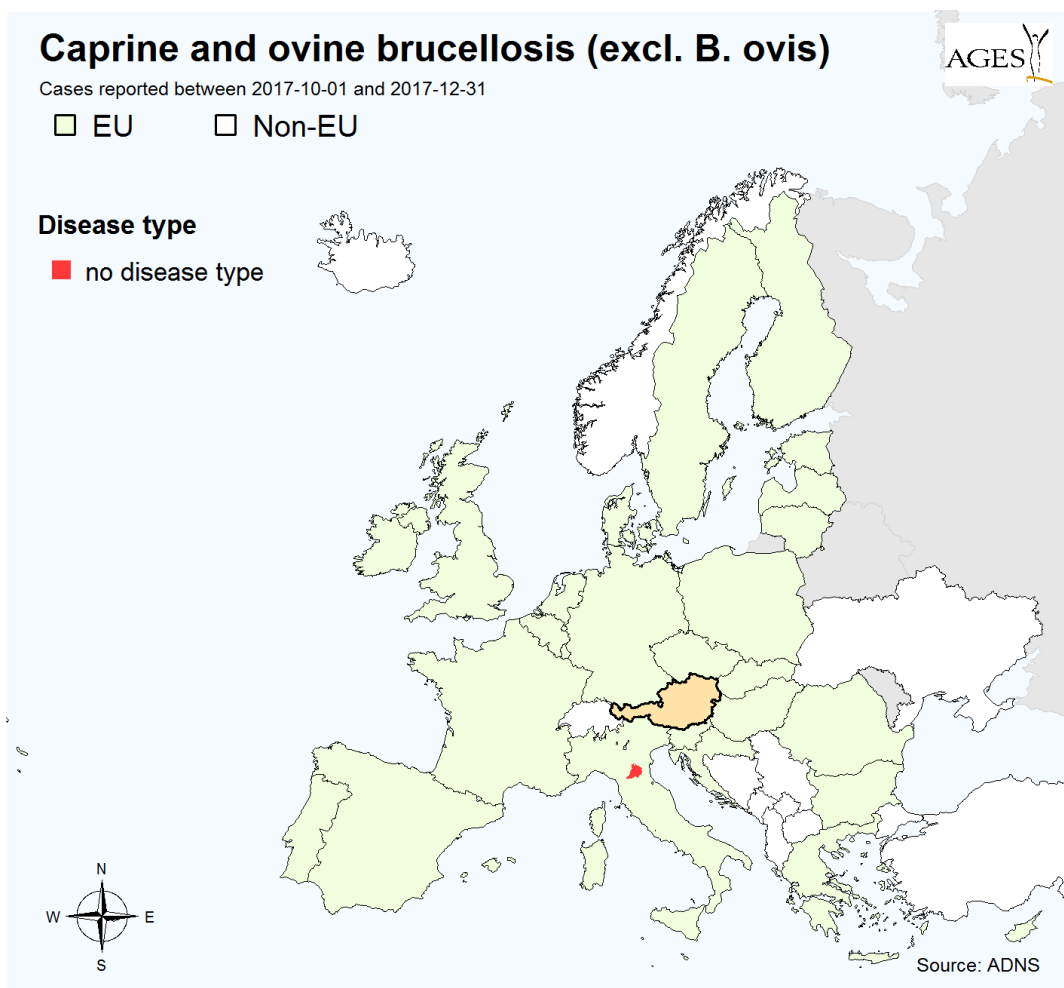 Caprine and ovine brucellosis (excl. B. ovis)
AGES
Cases reported between 2017-10-01 and 2017-12-31
EU Non-EU
Disease type
no disease type
N
W E
S
Source: ADNS